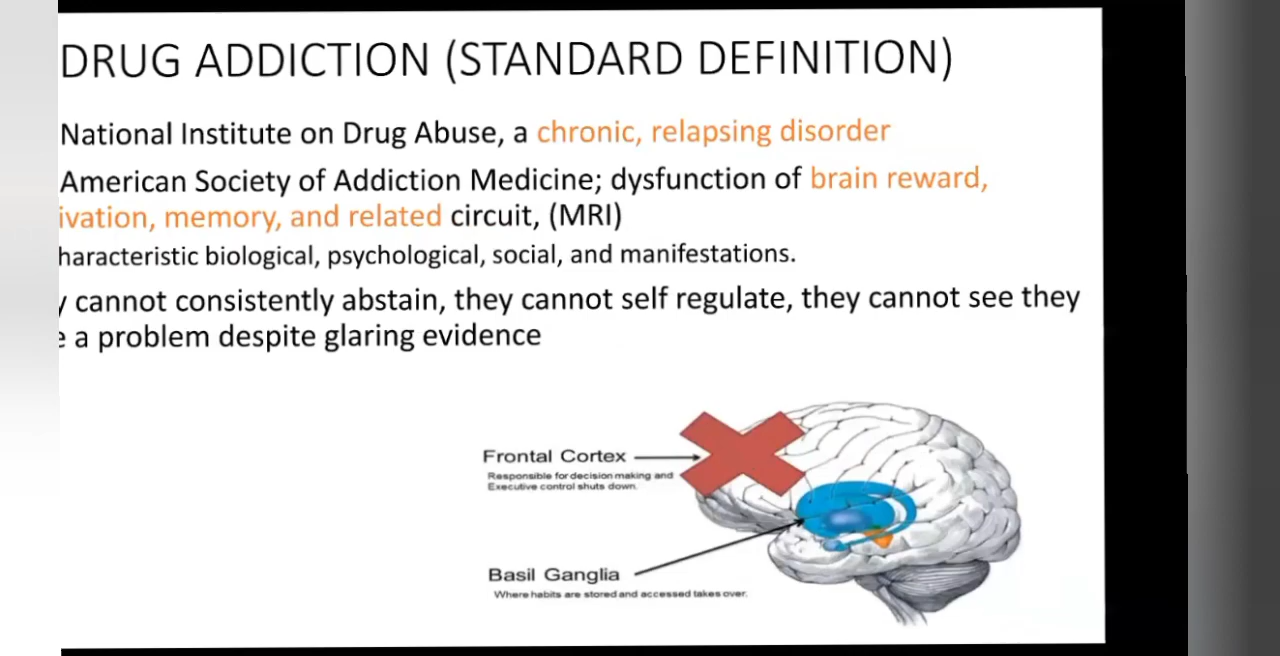 DRUG ADDICTION (STANDARD DEFINITION)
National Institute on Drug Abuse, a chronic, relapsing disorder
American Society of Addiction Medicine; dysfunction of brain reward,
ivation, memory, and related circuit, (MRI)
haracteristic biological, psychological, social, and manifestations.
cannot consistently abstain, they cannot self regulate, they cannot see they
a problem despite glaring evidence
Frontal Cortex
Responsible for decision making and
Executive control shuts down.
Basil Ganglia
Where habits are stored and accessed takes over.